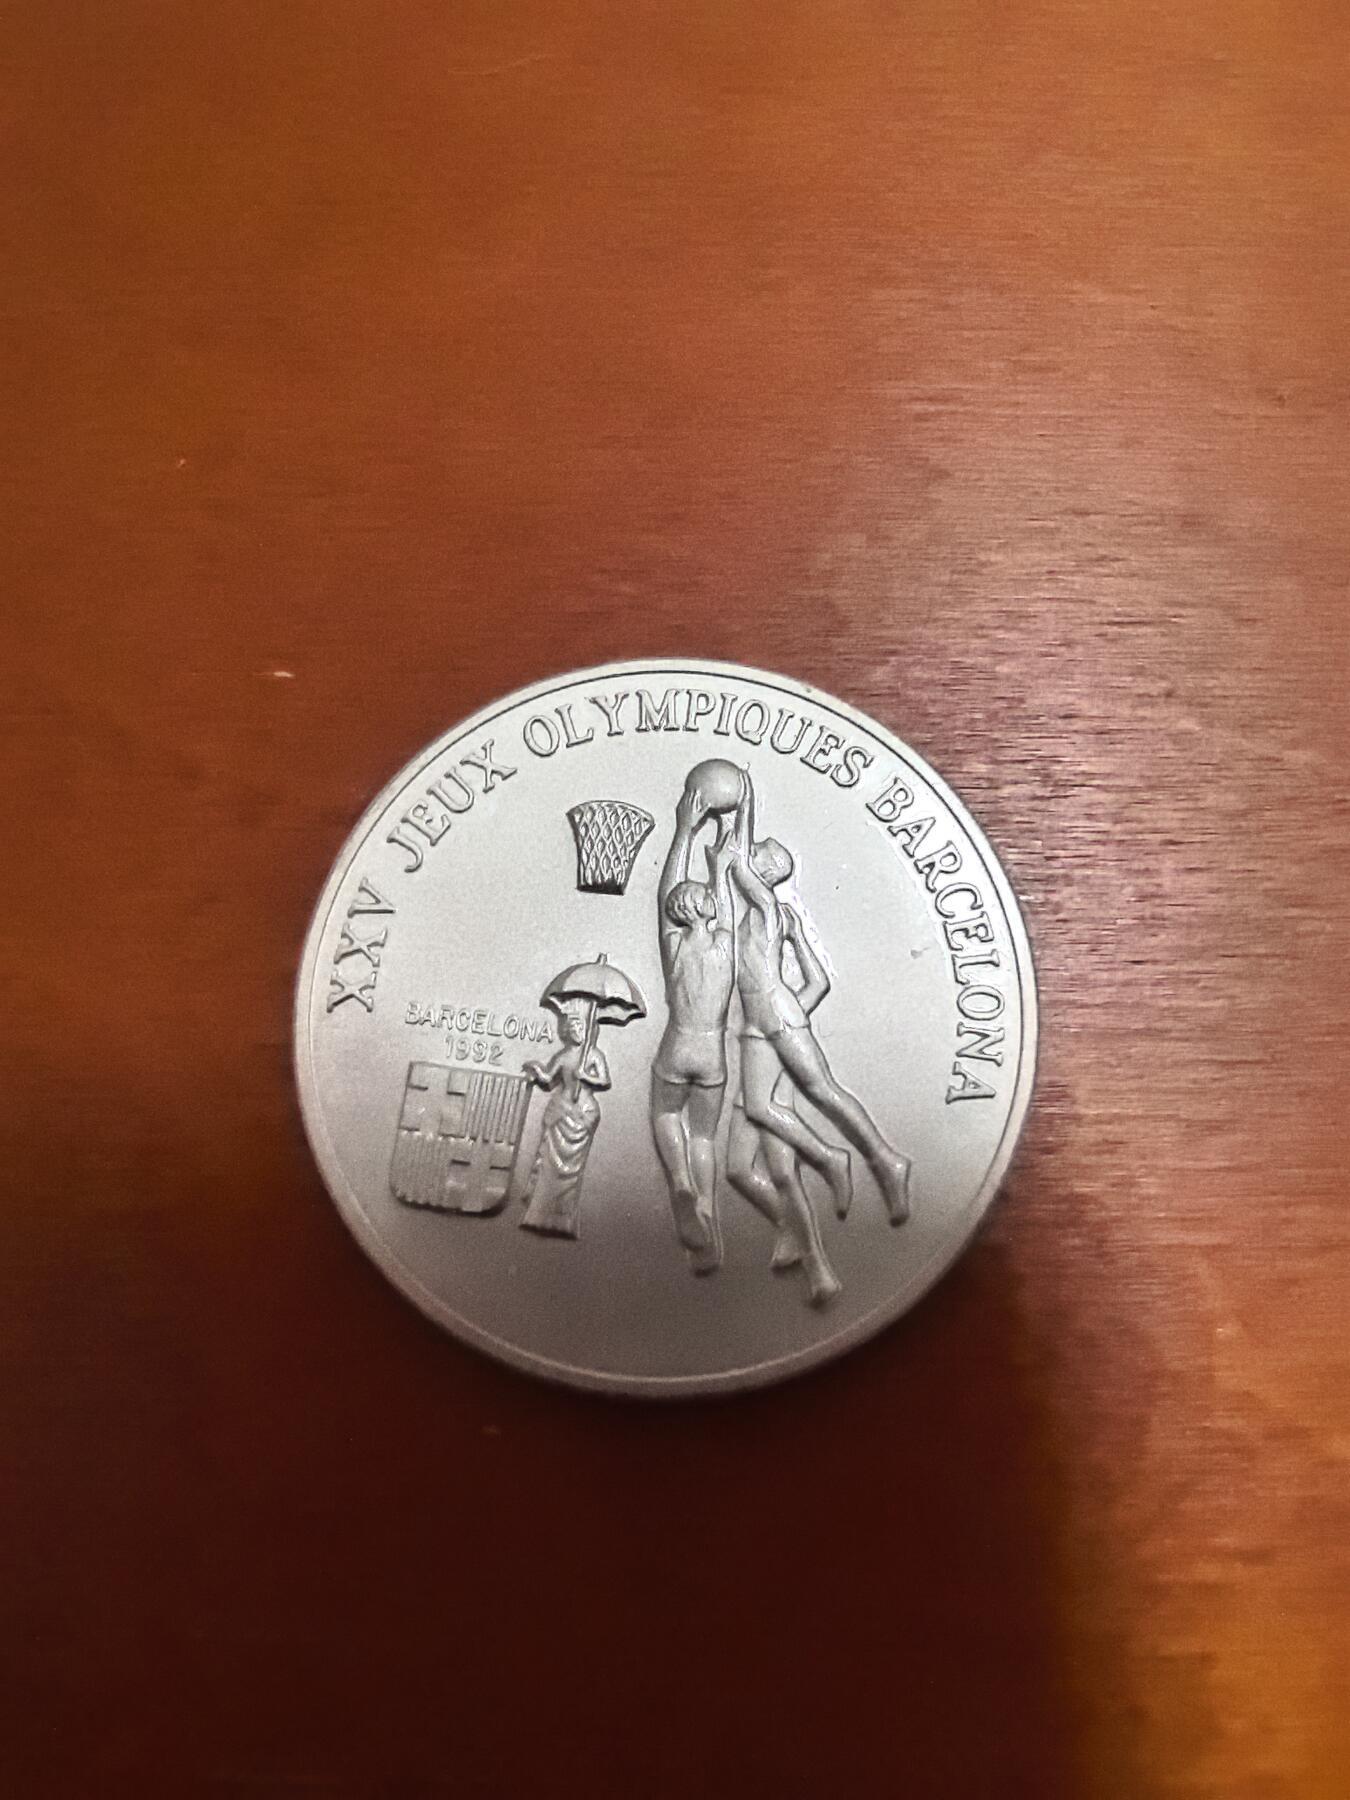 XXV JEUX OLYMPIQUES BARCELONA
BARCELONA
1992